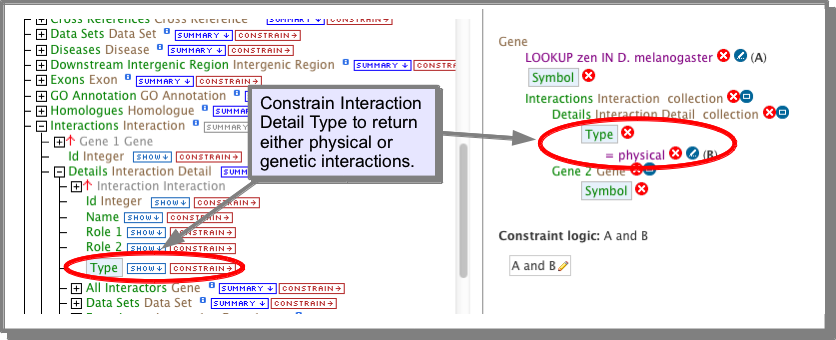 Cross References Cross Reference SUMMARY CONSTRAIN
Data Sets Data Set SUMMARY CONSTRAIN
Diseases Disease SUMMARY CONSTRAIN
Downstream Intergenic Region Intergenic Region SUMMARY CONSTRA
Exons Exon SUMMARY CONSTRAIN
GO Annotation GO Annotation SUMMARY CONSTRAIN
Homologues Homologue SUMMA
Interactions Interaction SUMMA
Gene 1 Gene
Id Integer SHOW CONSTRAIN
Details Interaction Detail SUMM
Interaction Interaction
Id Integer SHOW CONSTRAIN
Name SHOW CONSTRAIN
Role 1 SHOW CONSTRAIN
Role 2 SHOW CONSTRAIN
Type SHOW CONSTRAIN
All Interactors Gene SUMMARY CONSTRAIN
Data Sets Data Set SUMMARY CONSTRAIN
Constrain Interaction
Detail Type to return
either physical or
genetic interactions.
Gene
LOOKUP zen IN D. melanogaster (A)
Symbol
Interactions Interaction collection
Details Interaction Detail collection
Type
= physical (B)
Gene 2 Gene
Symbol
Constraint logic: A and B
A and B